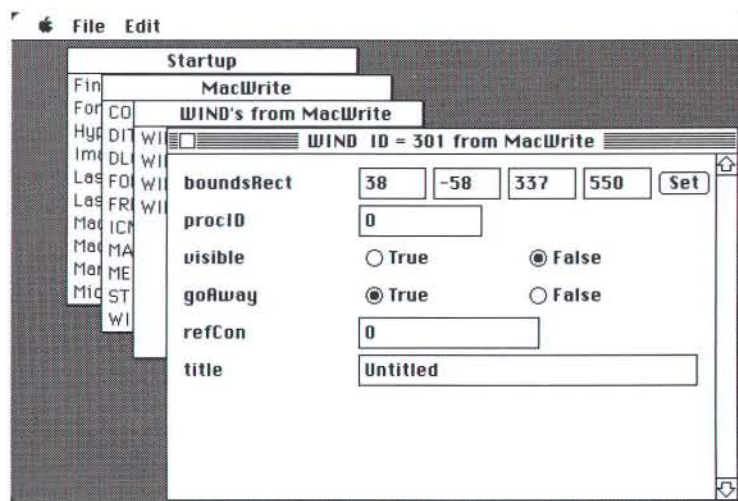 File Edit
Startup
MacWrite
WIND's from MacWrite
WIND ID = 301 from MacWrite
boundsRect 38 -58 337 550 Set
procID 0
visible True False
goAway True False
refCon 0
title Untitled